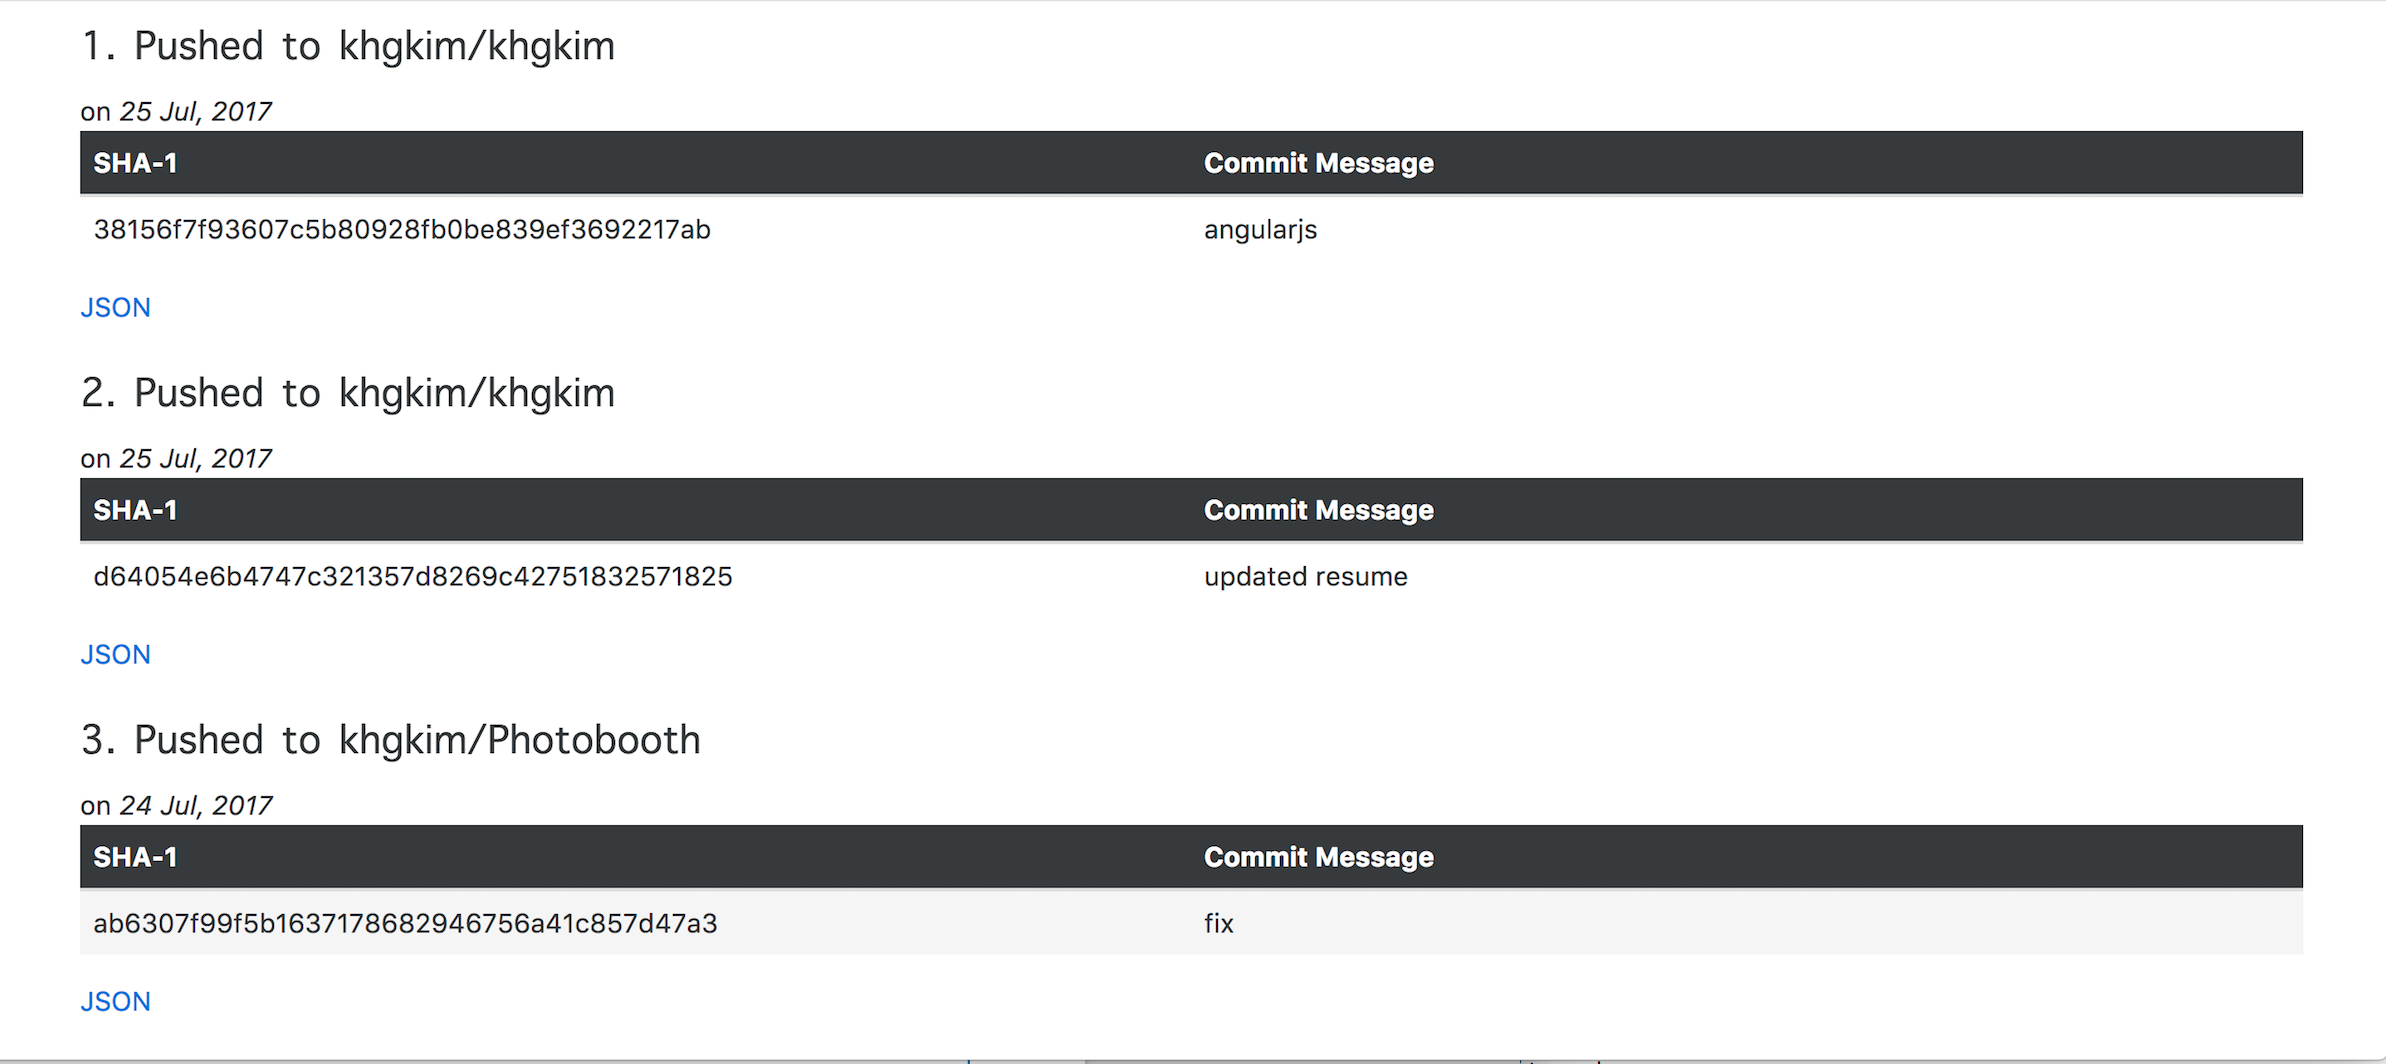 1. Pushed to khgkim/khgkim
on 25 Jul, 2017
SHA-1 Commit Message
38156f7f93607c5b80928fb0be839ef3692217ab angularjs
JSON
2. Pushed to khgkim/khgkim
on 25 Jul, 2017
SHA-1 Commit Message
d64054e6b4747c321357d8269c42751832571825 updated resume
JSON
3. Pushed to khgkim/Photobooth
on 24 Jul, 2017
SHA-1 Commit Message
ab6307f99f5b1637178682946756a41c857d47a3 fix
JSON